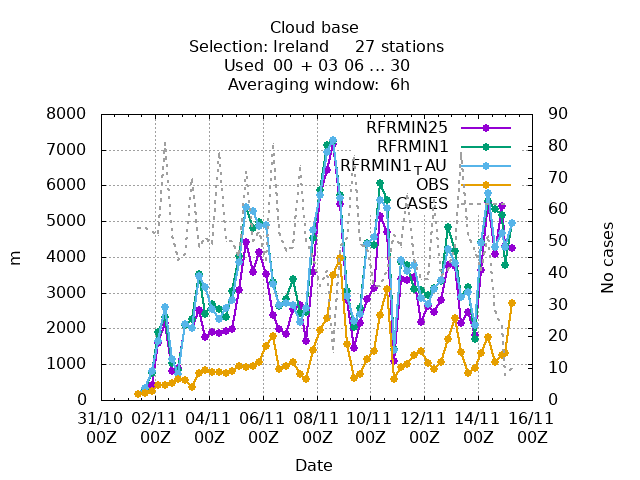 Cloud base
Selection: Ireland 27 stations
Used 00 + 03 06 ... 30
Averaging window: 6h
8000
7000
6000
5000
4000
3000
2000
1000
0
m
90
80
70
60
50
40
30
20
10
0
No cases
RFRMIN25
RFRMIN1
RFRMIN1_TAU
OBS
CASES
31/10 02/11 04/11 06/11 08/11 10/11 12/11 14/11 16/11
00Z 00Z 00Z 00Z 00Z 00Z 00Z 00Z 00Z
Date